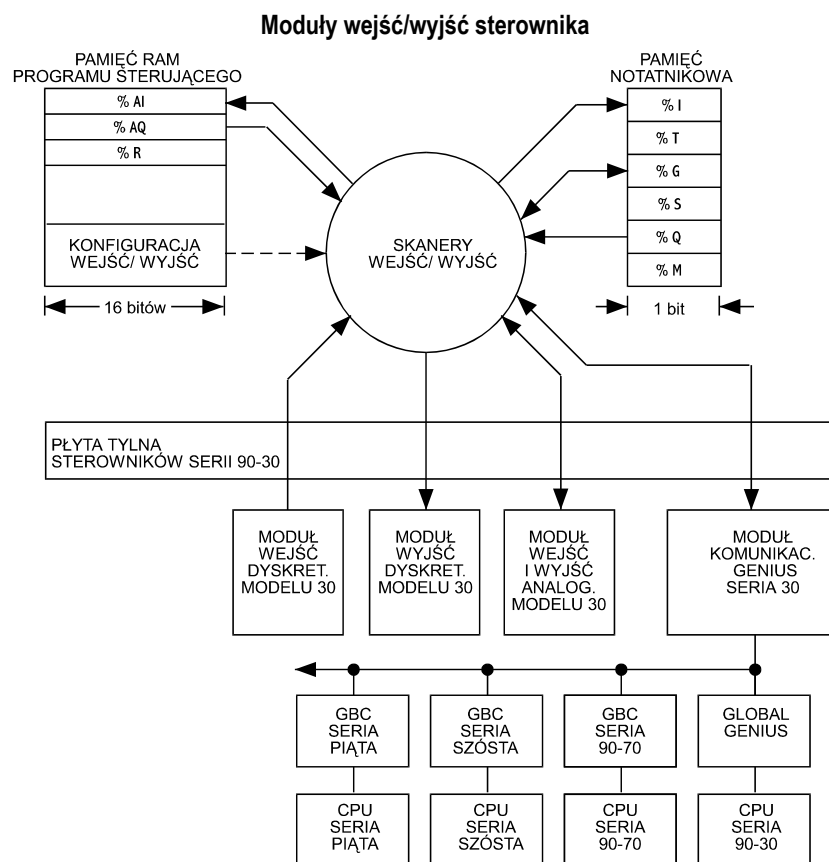 Moduły wejść/wyjść sterownika
PAMIĘĆ RAM
PROGRAMU STERUJĄCEGO
% AI
% AQ
% R
KONFIGURACJA
WEJŚĆ/ WYJŚĆ
16 bitów
SKANERY
WEJŚĆ/ WYJŚĆ
PAMIĘĆ
NOTATNIKOWA
% I
% T
% G
% S
% Q
% M
1 bit
PŁYTA TYLNA
STEROWNIKÓW SERII 90-30
MODUŁ
WEJŚĆ
DYSKRET.
MODELU 30
MODUŁ
WYJŚĆ
DYSKRET.
MODELU 30
MODUŁ
WEJŚĆ
I WYJŚĆ
ANALOG.
MODELU 30
MODUŁ
KOMUNIKAC.
GENIUS
SERIA 30
GBC
SERIA
PIĄTA
GBC
SERIA
SZÓSTA
GBC
SERIA
90-70
GLOBAL
GENIUS
CPU
SERIA
PIĄTA
CPU
SERIA
SZÓSTA
CPU
SERIA
90-70
CPU
SERIA
90-30